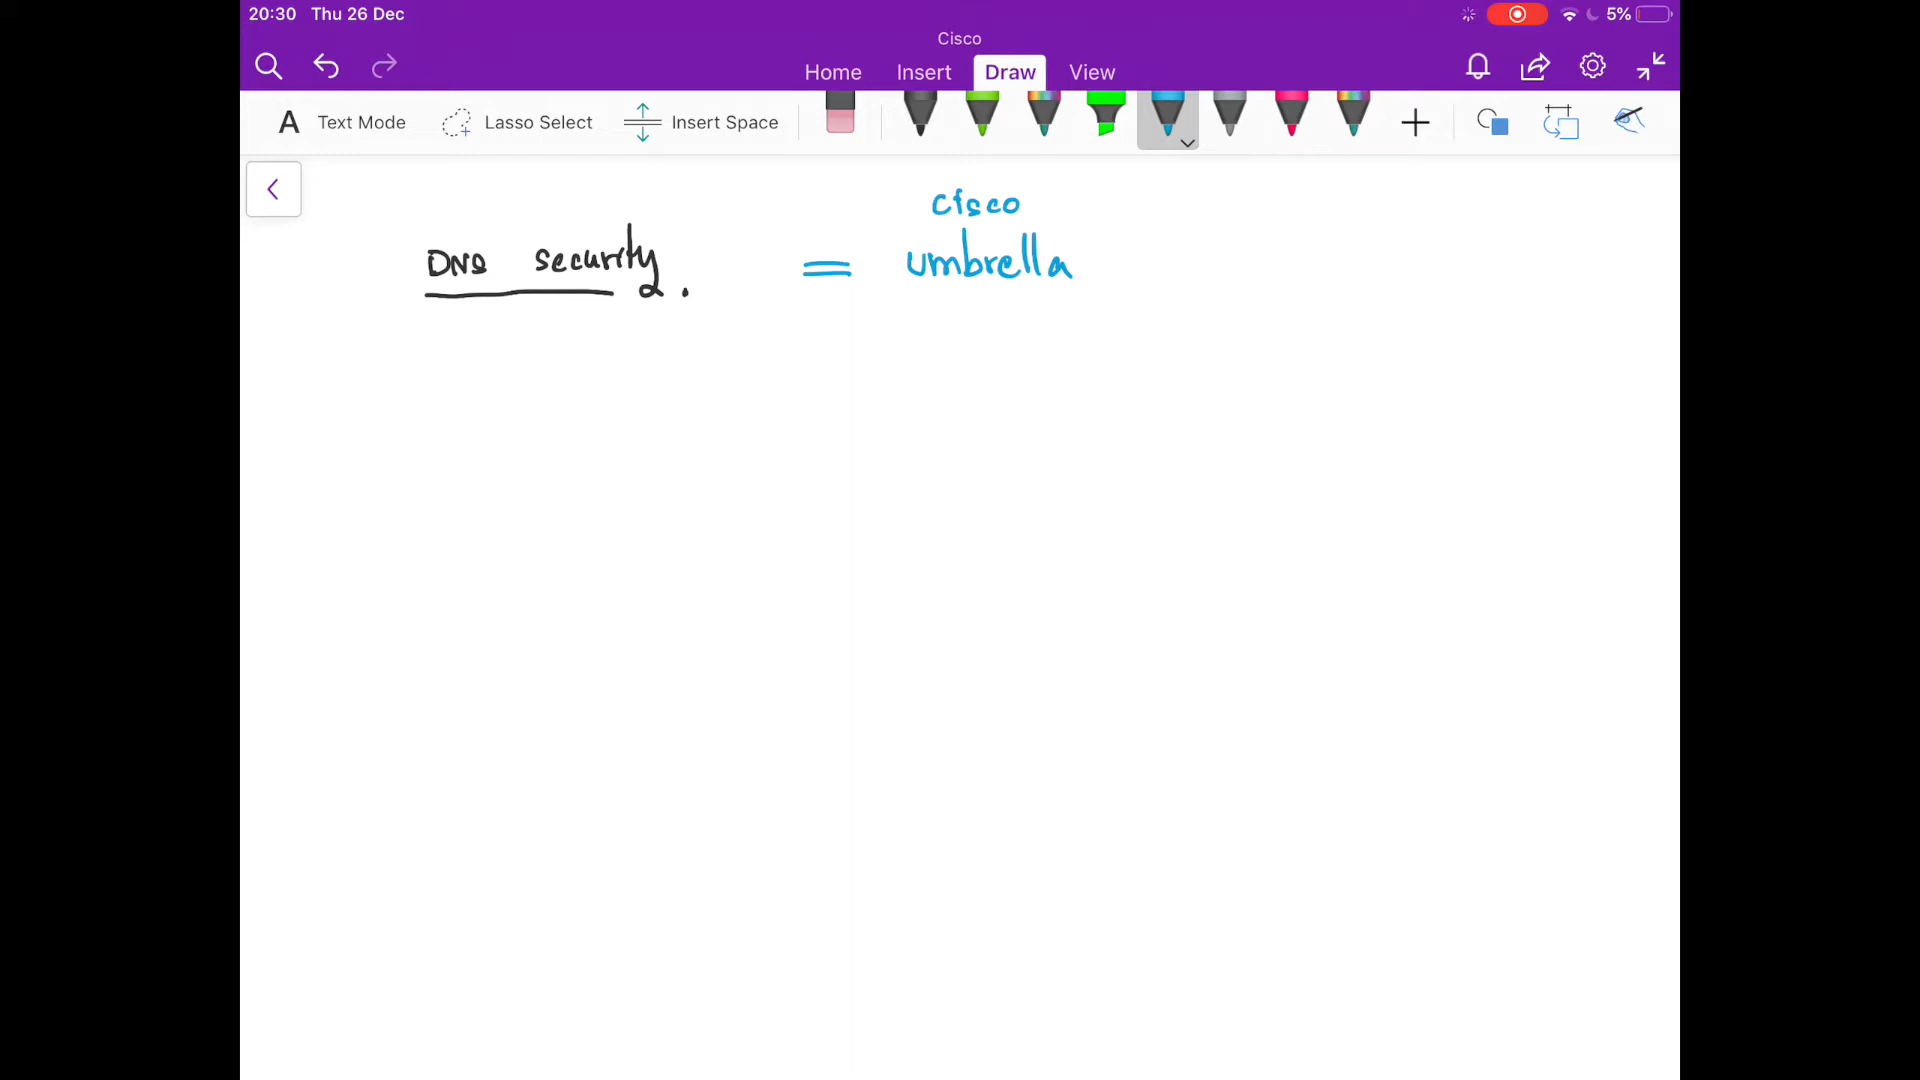 20:30 Thu 26 Dec
5%
Cisco
Home Insert Draw View
A Text Mode Lasso Select Insert Space
DNS security. = cisco
umbrella